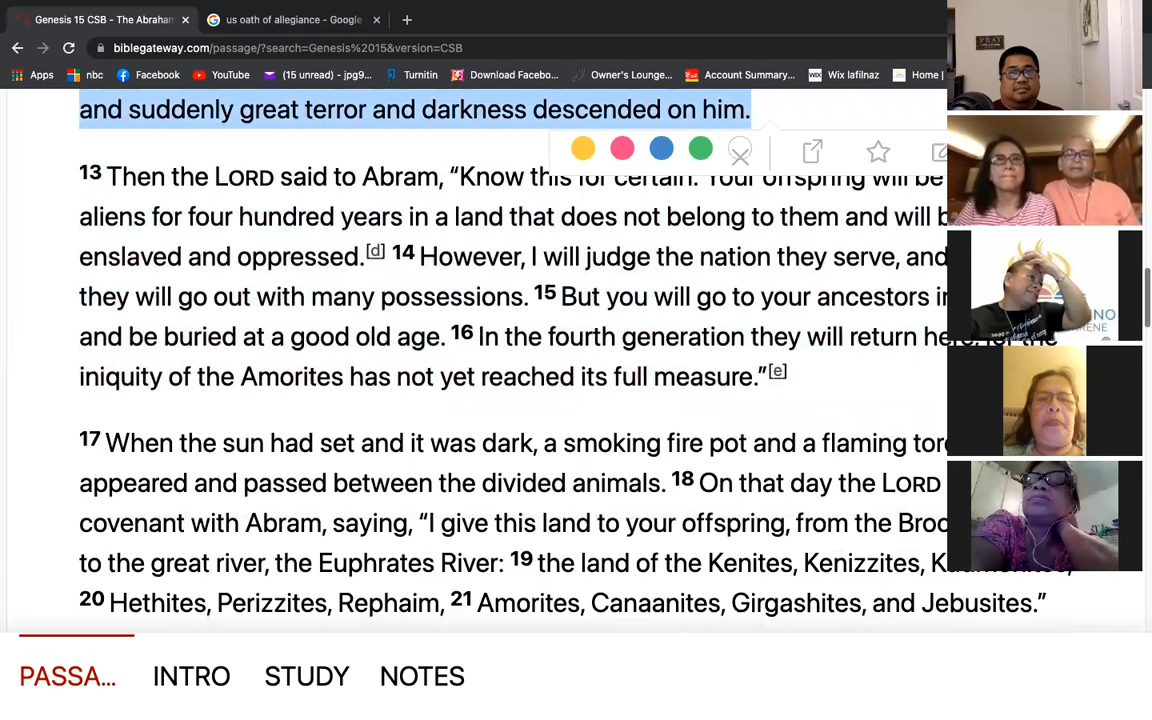 Genesis 15 CSB - The Abraham
us oath of allegiance - Google
biblegateway.com/passage/?search=Genesis%2015&version=CSB
Apps nbc Facebook YouTube (15 unread) - jpg9... Turnitin Download Facebo... Owner's Lounge... Account Summary... WIX Wix lafilnaz Home |
PRAY
and suddenly great terror and darkness descended on him.
13 Then the LORD said to Abram, “Know this for certain: Your offspring will be
aliens for four hundred years in a land that does not belong to them and will b
enslaved and oppressed.[d] 14 However, I will judge the nation they serve, and
they will go out with many possessions. 15 But you will go to your ancestors in
and be buried at a good old age. 16 In the fourth generation they will return here, for the
iniquity of the Amorites has not yet reached its full measure.”[e]
17 When the sun had set and it was dark, a smoking fire pot and a flaming torc
appeared and passed between the divided animals. 18 On that day the LORD
covenant with Abram, saying, “I give this land to your offspring, from the Broo
to the great river, the Euphrates River: 19 the land of the Kenites, Kenizzites,
20 Hethites, Perizzites, Rephaim, 21 Amorites, Canaanites, Girgashites, and Jebusites.”
PASSA... INTRO STUDY NOTES